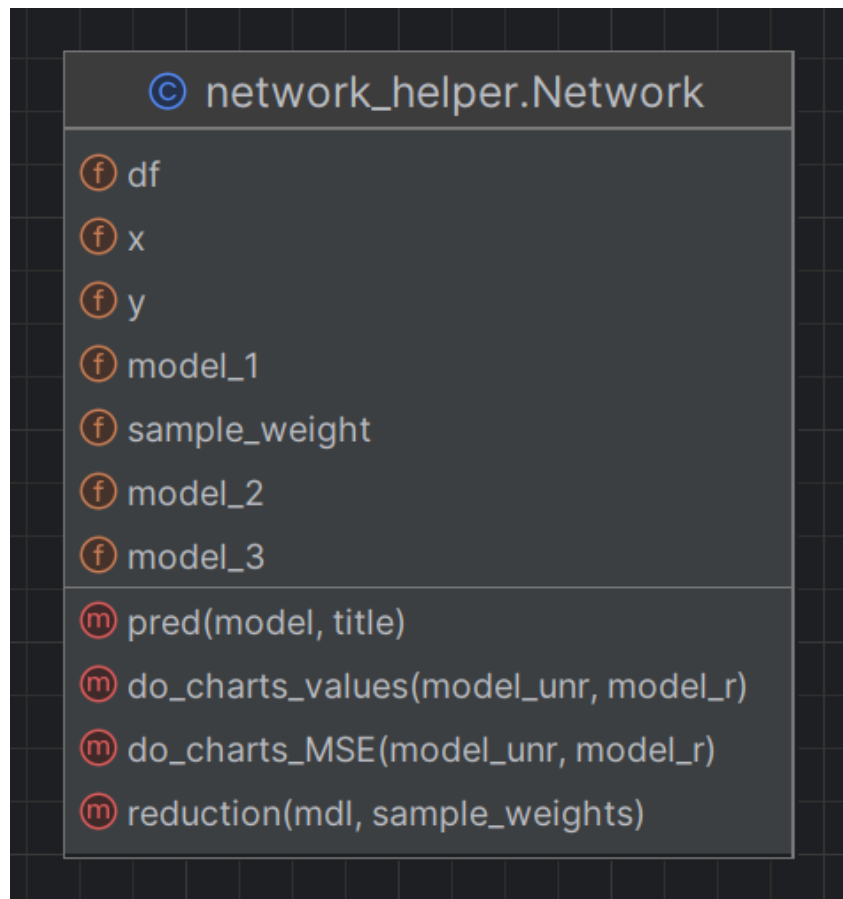 © network_helper.Network
f df
f x
f y
f model_1
f sample_weight
f model_2
f model_3
m pred(model, title)
m do_charts_values(model_unr, model_r)
m do_charts_MSE(model_unr, model_r)
m reduction(mdl, sample_weights)